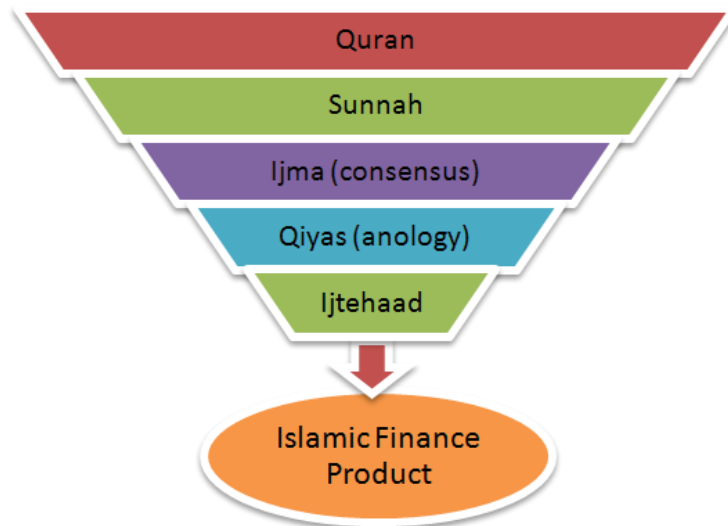 Quran
Sunnah
Ijma (consensus)
Qiyas (anology)
Ijtehaad
Islamic Finance
Product